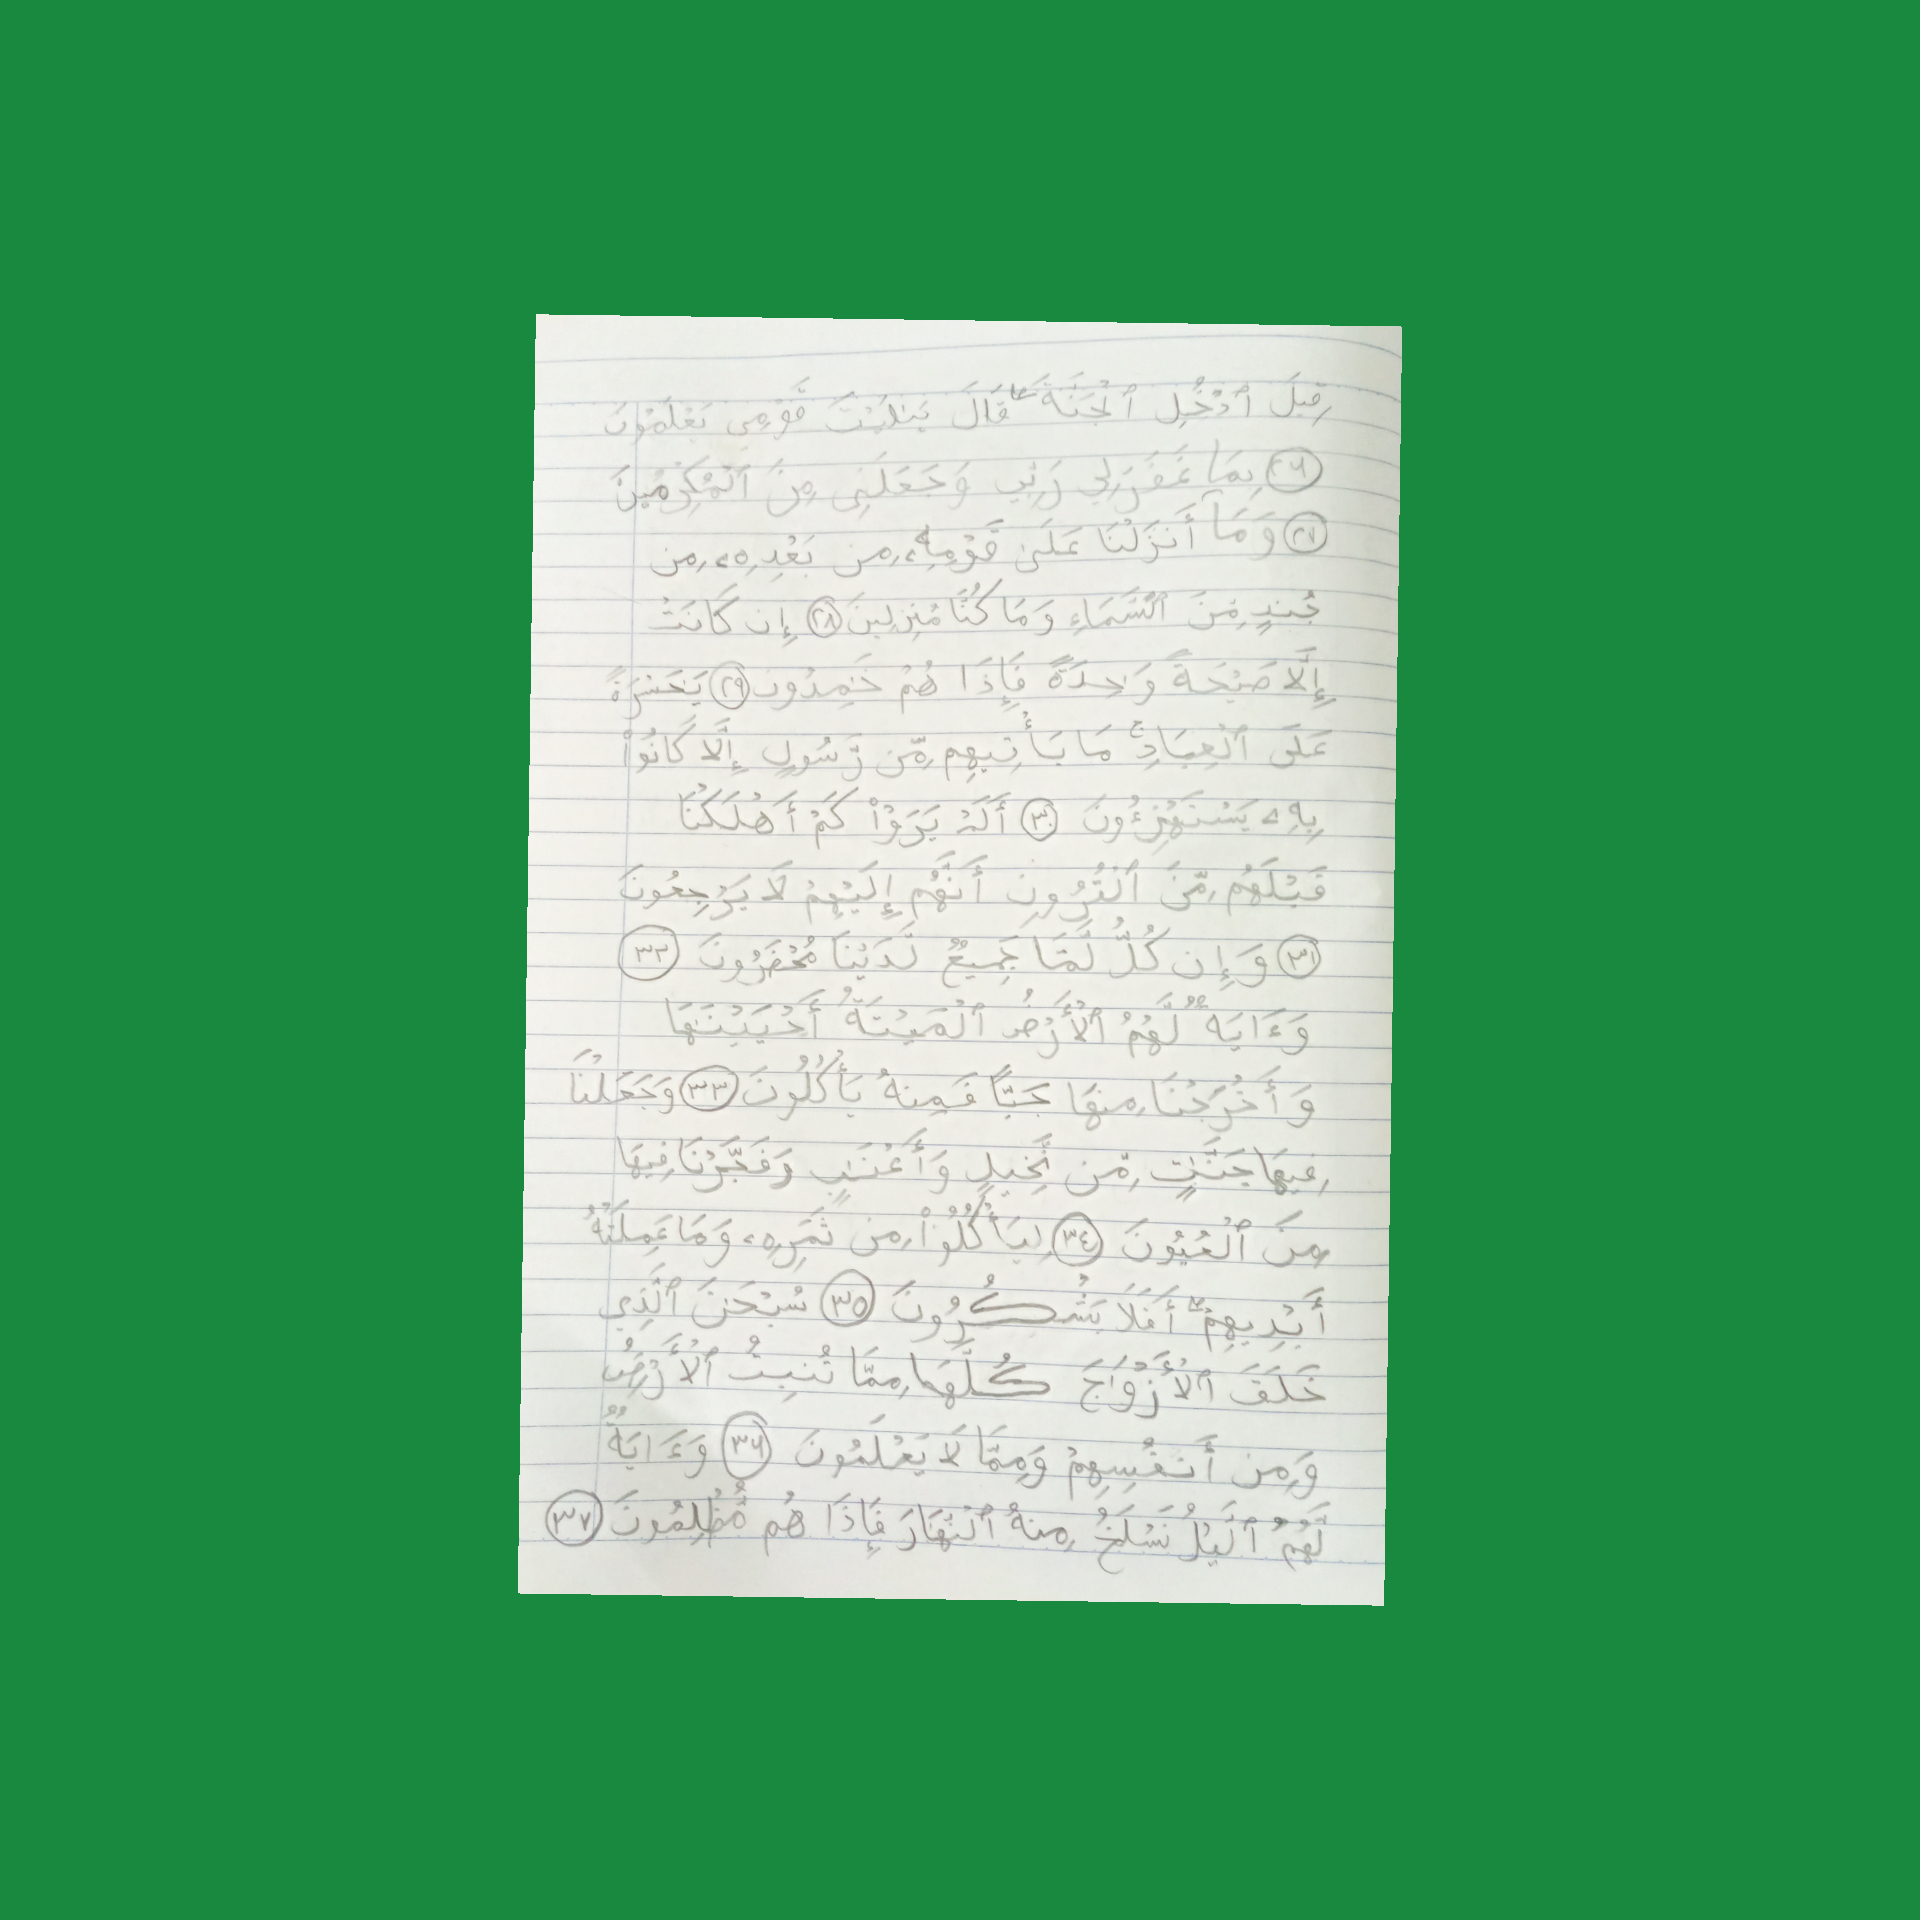 قِيلَ ٱدْخُلِ ٱلْجَنَّةَ ۖ قَالَ يَٰلَيْتَ قَوْمِى يَعْلَمُونَ
٢٦ بِمَا غَفَرَ لِي رَبِّي وَجَعَلَنِى مِنَ ٱلْمُكْرَمِينَ
٢٧ وَمَآ أَنزَلْنَا عَلَىٰ قَوْمِهِۦ مِن بَعْدِهِۦ مِن
جُندٍ مِّنَ ٱلسَّمَاءِ وَمَا كُنَّا مُنزِلِينَ ٢٨ إِن كَانَتْ
إِلَّا صَيْحَةً وَٰحِدَةً فَإِذَا هُمْ خَٰمِدُونَ ٢٩ يَٰحَسْرَةً
عَلَى ٱلْعِبَادِ ۚ مَا يَأْتِيهِم مِّن رَّسُولٍ إِلَّا كَانُوا۟
بِهِۦ يَسْتَهْزِءُونَ ٣٠ أَلَمْ يَرَوْا۟ كَمْ أَهْلَكْنَا
قَبْلَهُم مِّنَ ٱلْقُرُونِ أَنَّهُمْ إِلَيْهِمْ لَا يَرْجِعُونَ
٣١ وَإِن كُلٌّ لَّمَّا جَمِيعٌ لَّدَيْنَا مُحْضَرُونَ ٣٢
وَءَايَةٌ لَّهُمُ ٱلْأَرْضُ ٱلْمَيْتَةُ أَحْيَيْنَٰهَا
وَأَخْرَجْنَا مِنْهَا حَبًّا فَمِنْهُ يَأْكُلُونَ ٣٣ وَجَعَلْنَا
فِيهَا جَنَّٰتٍ مِّن نَّخِيلٍ وَأَعْنَٰبٍ وَفَجَّرْنَا فِيهَا
مِنَ ٱلْعُيُونِ ٣٤ لِيَأْكُلُوا۟ مِن ثَمَرِهِۦ وَمَا عَمِلَتْهُ
أَيْدِيهِمْ ۖ أَفَلَا يَشْكُرُونَ ٣٥ سُبْحَٰنَ ٱلَّذِي
خَلَقَ ٱلْأَزْوَٰجَ كُلَّهَا مِمَّا تُنۢبِتُ ٱلْأَرْضُ
وَمِنْ أَنفُسِهِمْ وَمِمَّا لَا يَعْلَمُونَ ٣٦ وَءَايَةٌ
لَّهُمُ ٱلَّيْلُ نَسْلَخُ مِنْهُ ٱلنَّهَارَ فَإِذَا هُم مُّظْلِمُونَ ٣٧